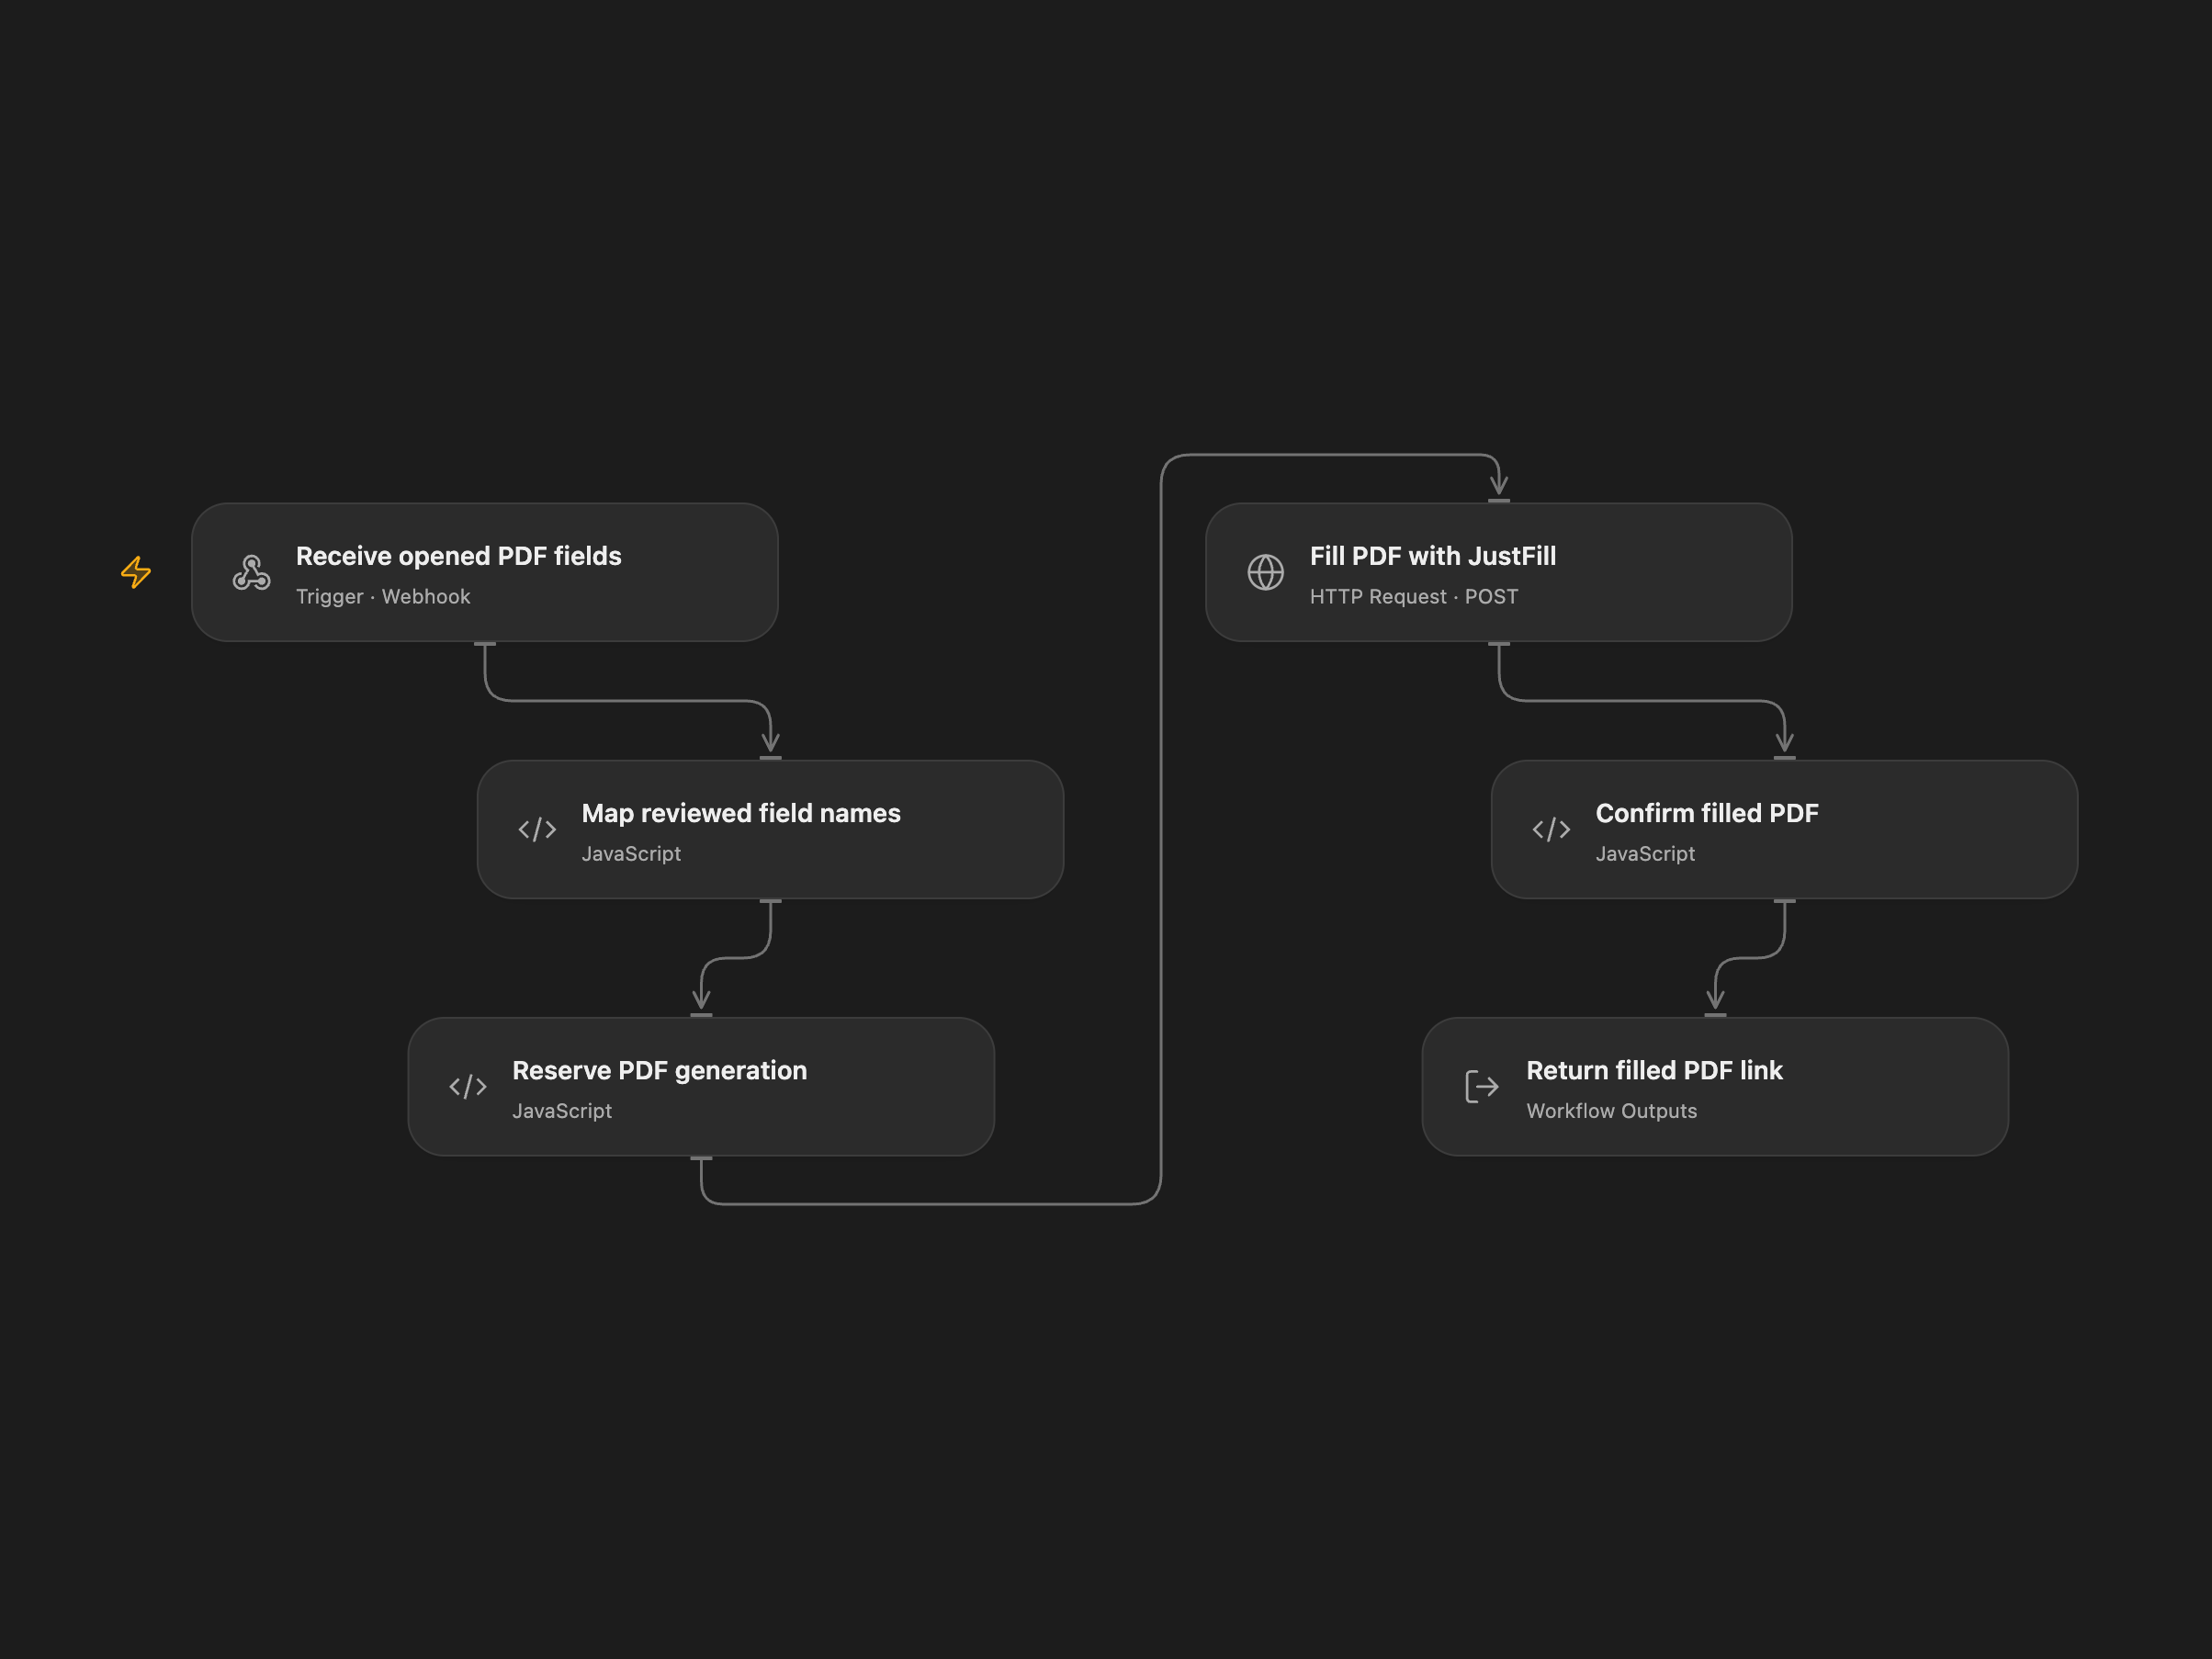 Receive opened PDF fields
Trigger · Webhook
Map reviewed field names
JavaScript
Reserve PDF generation
JavaScript
Fill PDF with JustFill
HTTP Request · POST
Confirm filled PDF
JavaScript
Return filled PDF link
Workflow Outputs